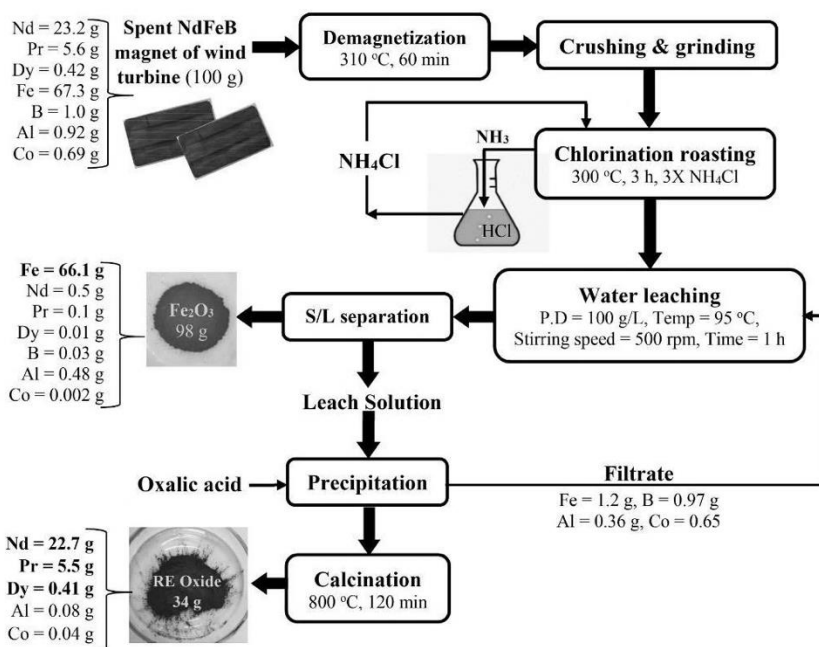 Nd = 23.2 g
Pr = 5.6 g
Dy = 0.42 g
Fe = 67.3 g
B = 1.0 g
Al = 0.92 g
Co = 0.69 g
Spent NdFeB
magnet of wind
turbine (100 g)
Demagnetization
310 °C, 60 min
Crushing & grinding
Chlorination roasting
300 °C, 3 h, 3X NH₄Cl
NH₃
NH₄Cl
HCl
Water leaching
P.D = 100 g/L, Temp = 95 °C,
Stirring speed = 500 rpm, Time = 1 h
S/L separation
Fe₂O₃
98 g
Fe = 66.1 g
Nd = 0.5 g
Pr = 0.1 g
Dy = 0.01 g
B = 0.03 g
Al = 0.48 g
Co = 0.002 g
Leach Solution
Oxalic acid
Precipitation
Filtrate
Fe = 1.2 g, B = 0.97 g
Al = 0.36 g, Co = 0.65
Calcination
800 °C, 120 min
RE Oxide
34 g
Nd = 22.7 g
Pr = 5.5 g
Dy = 0.41 g
Al = 0.08 g
Co = 0.04 g